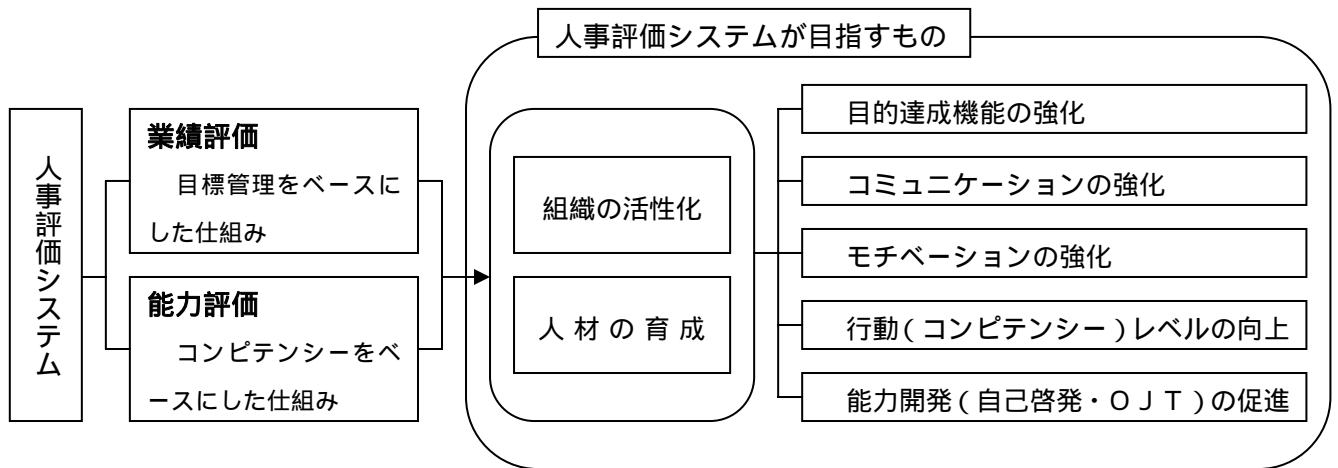 人事評価システムが目指すもの
人事評価システム
業績評価
目標管理をベースに
した仕組み
能力評価
コンピテンシーをベ
ースにした仕組み
組織の活性化
人材の育成
目的達成機能の強化
コミュニケーションの強化
モチベーションの強化
行動(コンピテンシー)レベルの向上
能力開発(自己啓発・ＯＪＴ)の促進